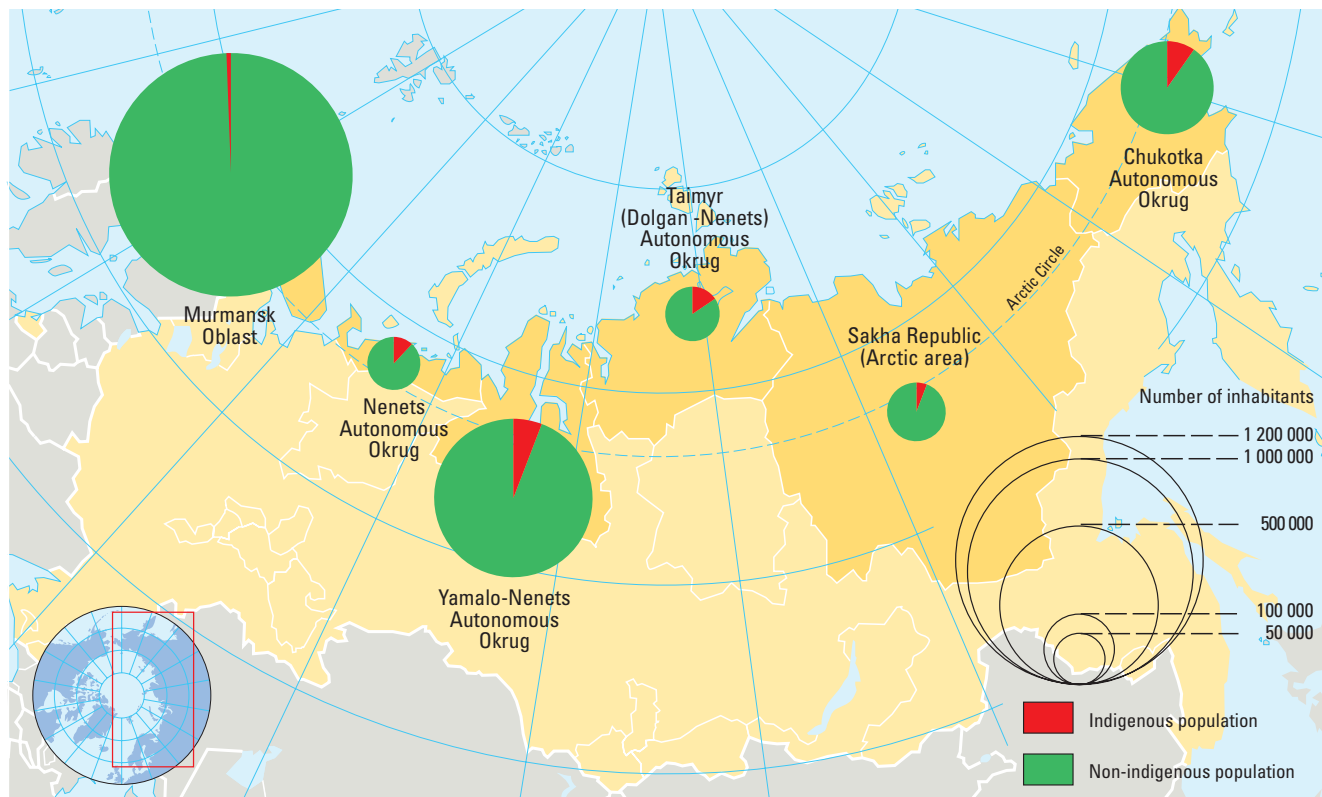 Chukotka
Autonomous
Okrug
Taimyr
(Dolgan -Nenets)
Autonomous
Okrug
Arctic Circle
Murmansk
Oblast
Sakha Republic
(Arctic area)
Nenets
Autonomous
Okrug
Yamalo-Nenets
Autonomous
Okrug
Number of inhabitants
1 200 000
1 000 000
500 000
100 000
50 000
Indigenous population
Non-indigenous population